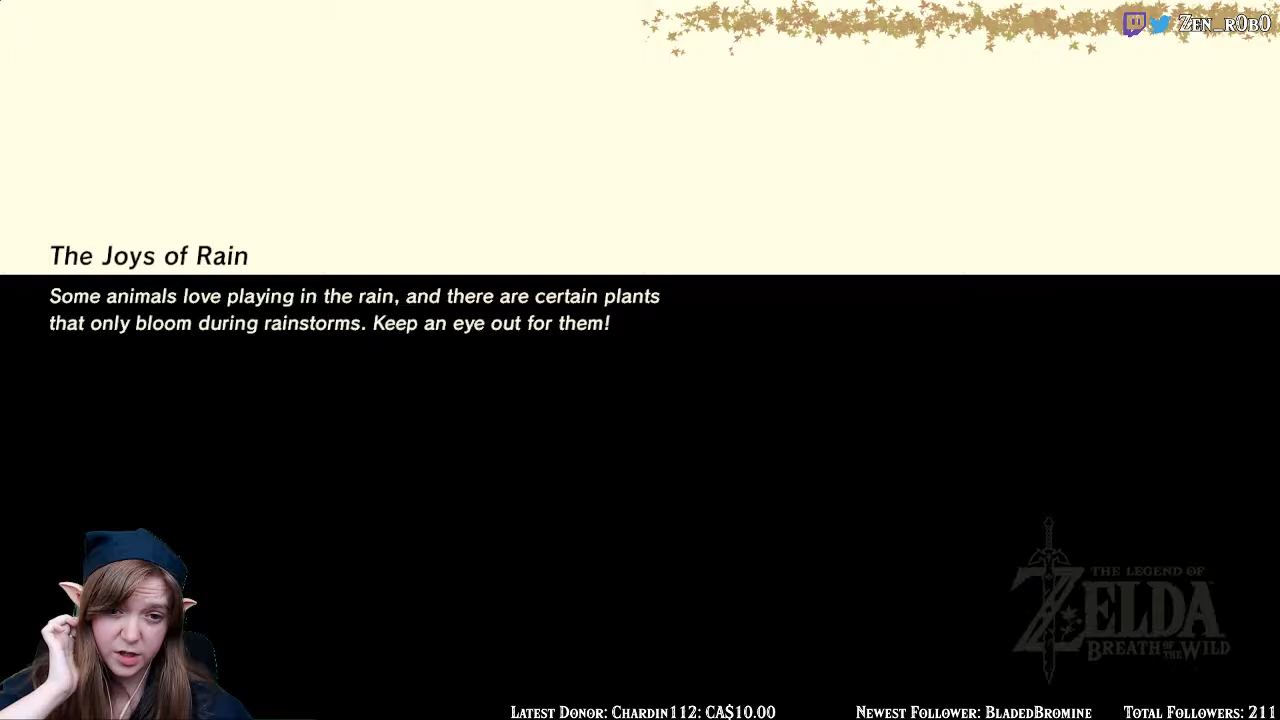 Zen_r0b0
The Joys of Rain
Some animals love playing in the rain, and there are certain plants
that only bloom during rainstorms. Keep an eye out for them!
THE LEGEND OF
ZELDA
BREATH OF THE WILD
Latest Donor: Chardin112: CA$10.00
Newest Follower: BladedBromine
Total Followers: 211